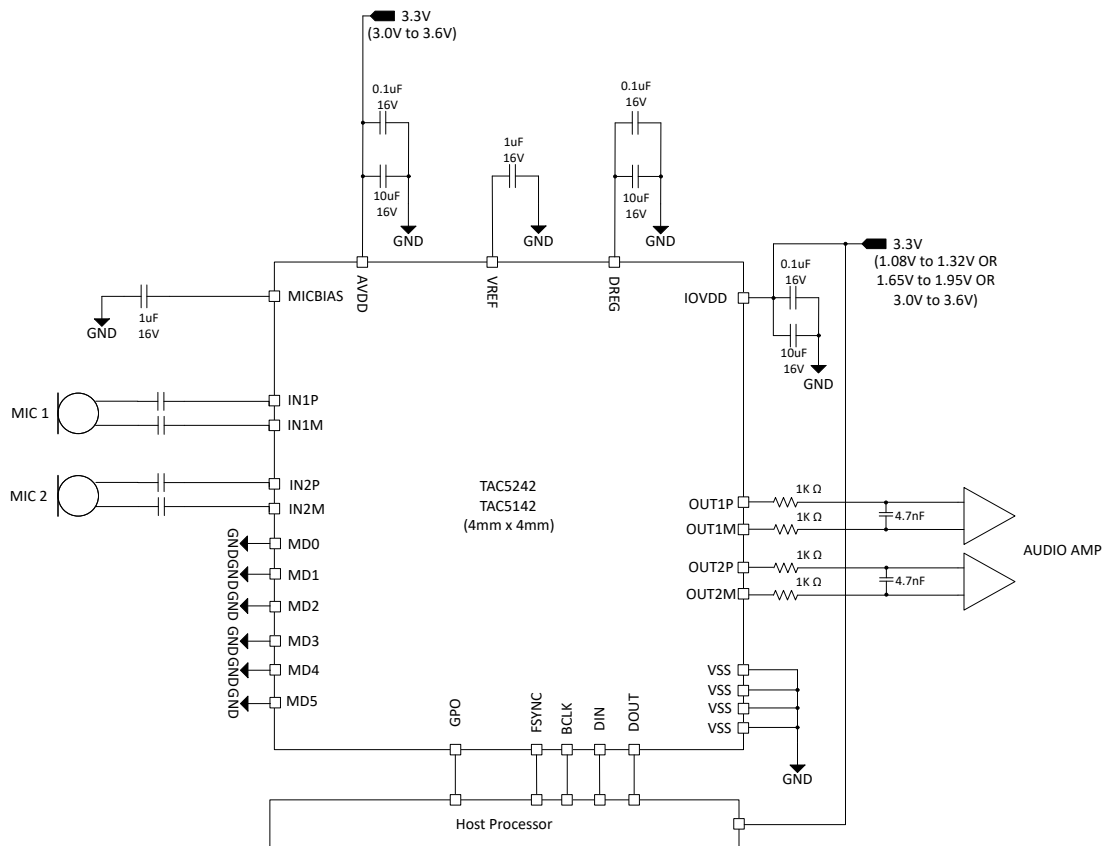 3.3V
(3.0V to 3.6V)
0.1uF
16V
10uF
16V
GND
1uF
16V
GND
0.1uF
16V
10uF
16V
GND
3.3V
(1.08V to 1.32V OR
1.65V to 1.95V OR
3.0V to 3.6V)
0.1uF
16V
10uF
16V
GND
AVDD
VREF
DREG
IOVDD
MICBIAS
1uF
16V
GND
MIC 1
IN1P
IN1M
MIC 2
IN2P
IN2M
TAC5242
TAC5142
(4mm x 4mm)
GND
MD0
GND
MD1
GND
MD2
GND
MD3
GND
MD4
GND
MD5
OUT1P
1K Ω
OUT1M
1K Ω
4.7nF
OUT2P
1K Ω
OUT2M
1K Ω
4.7nF
AUDIO AMP
VSS
VSS
VSS
VSS
GND
GPO
FSYNC
BCLK
DIN
DOUT
Host Processor